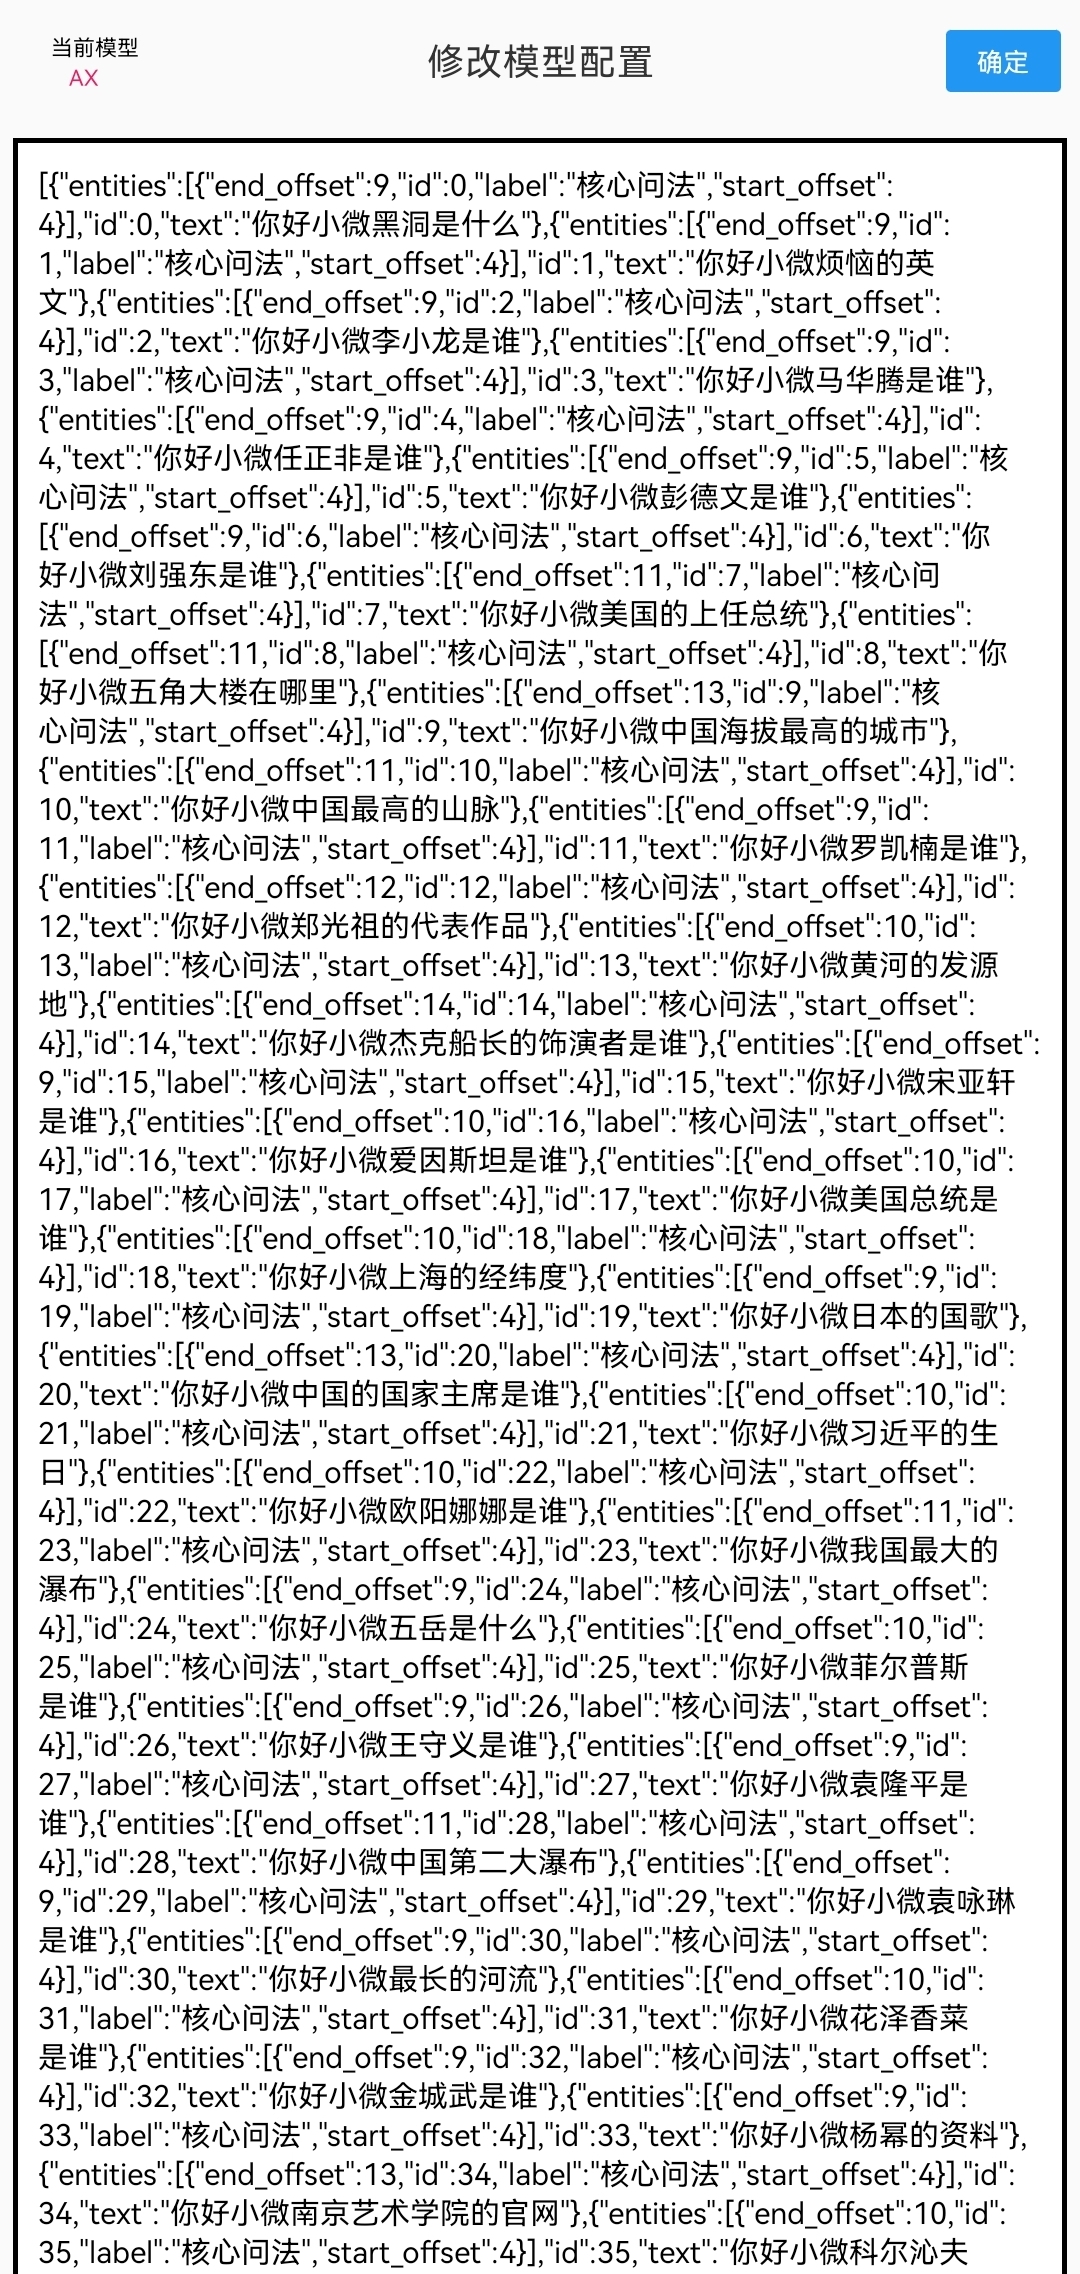 当前模型
AX
修改模型配置
确定
[{"entities":[{"end_offset":9,"id":0,"label":"核心问法","start_offset":
4}],"id":0,"text":"你好小微黑洞是什么"},{"entities":[{"end_offset":9,"id":
1,"label":"核心问法","start_offset":4}],"id":1,"text":"你好小微烦恼的英
文"},{"entities":[{"end_offset":9,"id":2,"label":"核心问法","start_offset":
4}],"id":2,"text":"你好小微李小龙是谁"},{"entities":[{"end_offset":9,"id":
3,"label":"核心问法","start_offset":4}],"id":3,"text":"你好小微马华腾是谁"},
{"entities":[{"end_offset":9,"id":4,"label":"核心问法","start_offset":4}],"id":
4,"text":"你好小微任正非是谁"},{"entities":[{"end_offset":9,"id":5,"label":"核
心问法","start_offset":4}],"id":5,"text":"你好小微彭德文是谁"},{"entities":
[{"end_offset":9,"id":6,"label":"核心问法","start_offset":4}],"id":6,"text":"你
好小微刘强东是谁"},{"entities":[{"end_offset":11,"id":7,"label":"核心问
法","start_offset":4}],"id":7,"text":"你好小微美国的上任总统"},{"entities":
[{"end_offset":11,"id":8,"label":"核心问法","start_offset":4}],"id":8,"text":"你
好小微五角大楼在哪里"},{"entities":[{"end_offset":13,"id":9,"label":"核
心问法","start_offset":4}],"id":9,"text":"你好小微中国海拔最高的城市"},
{"entities":[{"end_offset":11,"id":10,"label":"核心问法","start_offset":4}],"id":
10,"text":"你好小微中国最高的山脉"},{"entities":[{"end_offset":9,"id":
11,"label":"核心问法","start_offset":4}],"id":11,"text":"你好小微罗凯楠是谁"},
{"entities":[{"end_offset":12,"id":12,"label":"核心问法","start_offset":4}],"id":
12,"text":"你好小微郑光祖的代表作品"},{"entities":[{"end_offset":10,"id":
13,"label":"核心问法","start_offset":4}],"id":13,"text":"你好小微黄河的发源
地"},{"entities":[{"end_offset":14,"id":14,"label":"核心问法","start_offset":
4}],"id":14,"text":"你好小微杰克船长的饰演者是谁"},{"entities":[{"end_offset":
9,"id":15,"label":"核心问法","start_offset":4}],"id":15,"text":"你好小微宋亚轩
是谁"},{"entities":[{"end_offset":10,"id":16,"label":"核心问法","start_offset":
4}],"id":16,"text":"你好小微爱因斯坦是谁"},{"entities":[{"end_offset":10,"id":
17,"label":"核心问法","start_offset":4}],"id":17,"text":"你好小微美国总统是
谁"},{"entities":[{"end_offset":10,"id":18,"label":"核心问法","start_offset":
4}],"id":18,"text":"你好小微上海的经纬度"},{"entities":[{"end_offset":9,"id":
19,"label":"核心问法","start_offset":4}],"id":19,"text":"你好小微日本的国歌"},
{"entities":[{"end_offset":13,"id":20,"label":"核心问法","start_offset":4}],"id":
20,"text":"你好小微中国的国家主席是谁"},{"entities":[{"end_offset":10,"id":
21,"label":"核心问法","start_offset":4}],"id":21,"text":"你好小微习近平的生
日"},{"entities":[{"end_offset":10,"id":22,"label":"核心问法","start_offset":
4}],"id":22,"text":"你好小微欧阳娜娜是谁"},{"entities":[{"end_offset":11,"id":
23,"label":"核心问法","start_offset":4}],"id":23,"text":"你好小微我国最大的
瀑布"},{"entities":[{"end_offset":9,"id":24,"label":"核心问法","start_offset":
4}],"id":24,"text":"你好小微五岳是什么"},{"entities":[{"end_offset":10,"id":
25,"label":"核心问法","start_offset":4}],"id":25,"text":"你好小微菲尔普斯
是谁"},{"entities":[{"end_offset":9,"id":26,"label":"核心问法","start_offset":
4}],"id":26,"text":"你好小微王守义是谁"},{"entities":[{"end_offset":9,"id":
27,"label":"核心问法","start_offset":4}],"id":27,"text":"你好小微袁隆平是
谁"},{"entities":[{"end_offset":11,"id":28,"label":"核心问法","start_offset":
4}],"id":28,"text":"你好小微中国第二大瀑布"},{"entities":[{"end_offset":
9,"id":29,"label":"核心问法","start_offset":4}],"id":29,"text":"你好小微袁咏琳
是谁"},{"entities":[{"end_offset":9,"id":30,"label":"核心问法","start_offset":
4}],"id":30,"text":"你好小微最长的河流"},{"entities":[{"end_offset":10,"id":
31,"label":"核心问法","start_offset":4}],"id":31,"text":"你好小微花泽香菜
是谁"},{"entities":[{"end_offset":9,"id":32,"label":"核心问法","start_offset":
4}],"id":32,"text":"你好小微金城武是谁"},{"entities":[{"end_offset":9,"id":
33,"label":"核心问法","start_offset":4}],"id":33,"text":"你好小微杨幂的资料"},
{"entities":[{"end_offset":13,"id":34,"label":"核心问法","start_offset":4}],"id":
34,"text":"你好小微南京艺术学院的官网"},{"entities":[{"end_offset":10,"id":
35,"label":"核心问法","start_offset":4}],"id":35,"text":"你好小微科尔沁夫